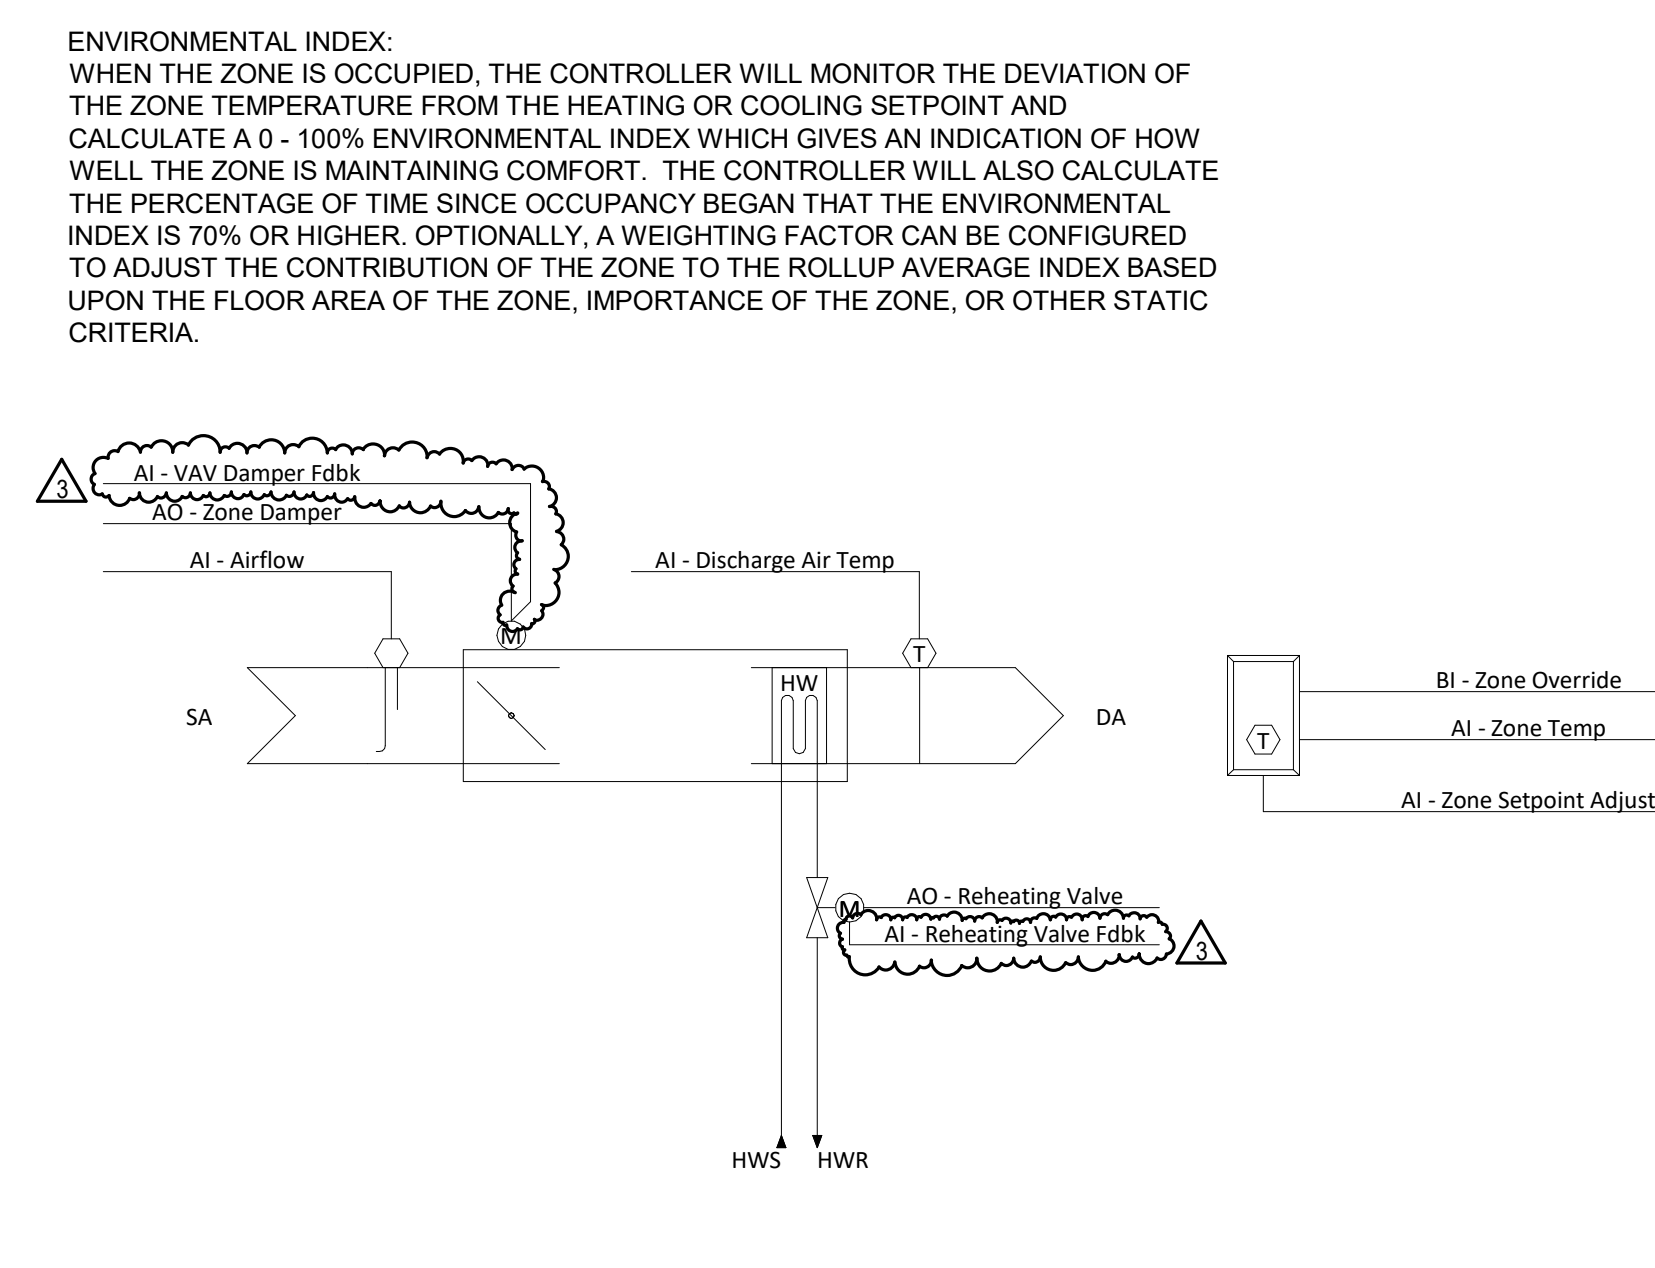 ENVIRONMENTAL INDEX:
WHEN THE ZONE IS OCCUPIED, THE CONTROLLER WILL MONITOR THE DEVIATION OF
THE ZONE TEMPERATURE FROM THE HEATING OR COOLING SETPOINT AND
CALCULATE A 0 - 100% ENVIRONMENTAL INDEX WHICH GIVES AN INDICATION OF HOW
WELL THE ZONE IS MAINTAINING COMFORT.  THE CONTROLLER WILL ALSO CALCULATE
THE PERCENTAGE OF TIME SINCE OCCUPANCY BEGAN THAT THE ENVIRONMENTAL
INDEX IS 70% OR HIGHER. OPTIONALLY, A WEIGHTING FACTOR CAN BE CONFIGURED
TO ADJUST THE CONTRIBUTION OF THE ZONE TO THE ROLLUP AVERAGE INDEX BASED
UPON THE FLOOR AREA OF THE ZONE, IMPORTANCE OF THE ZONE, OR OTHER STATIC
CRITERIA.
3
AI - VAV Damper Fdbk
AO - Zone Damper
AI - Airflow
AI - Discharge Air Temp
M
T
HW
SA
DA
BI - Zone Override
AI - Zone Temp
T
AI - Zone Setpoint Adjust
M
AO - Reheating Valve
AI - Reheating Valve Fdbk
3
HWS
HWR